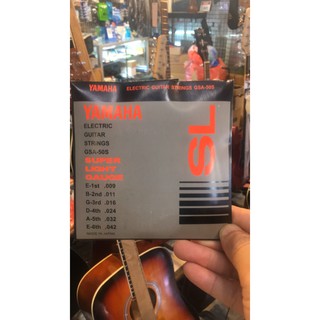 YAMAHA ELECTRIC GUITAR STRINGS GSA-50S
YAMAHA
ELECTRIC
GUITAR
STRINGS
GSA-50S
SUPER
LIGHT
GAUGE
E-1st .009
B-2nd .011
G-3rd .016
D-4th .024
A-5th .032
E-6th .042
SL